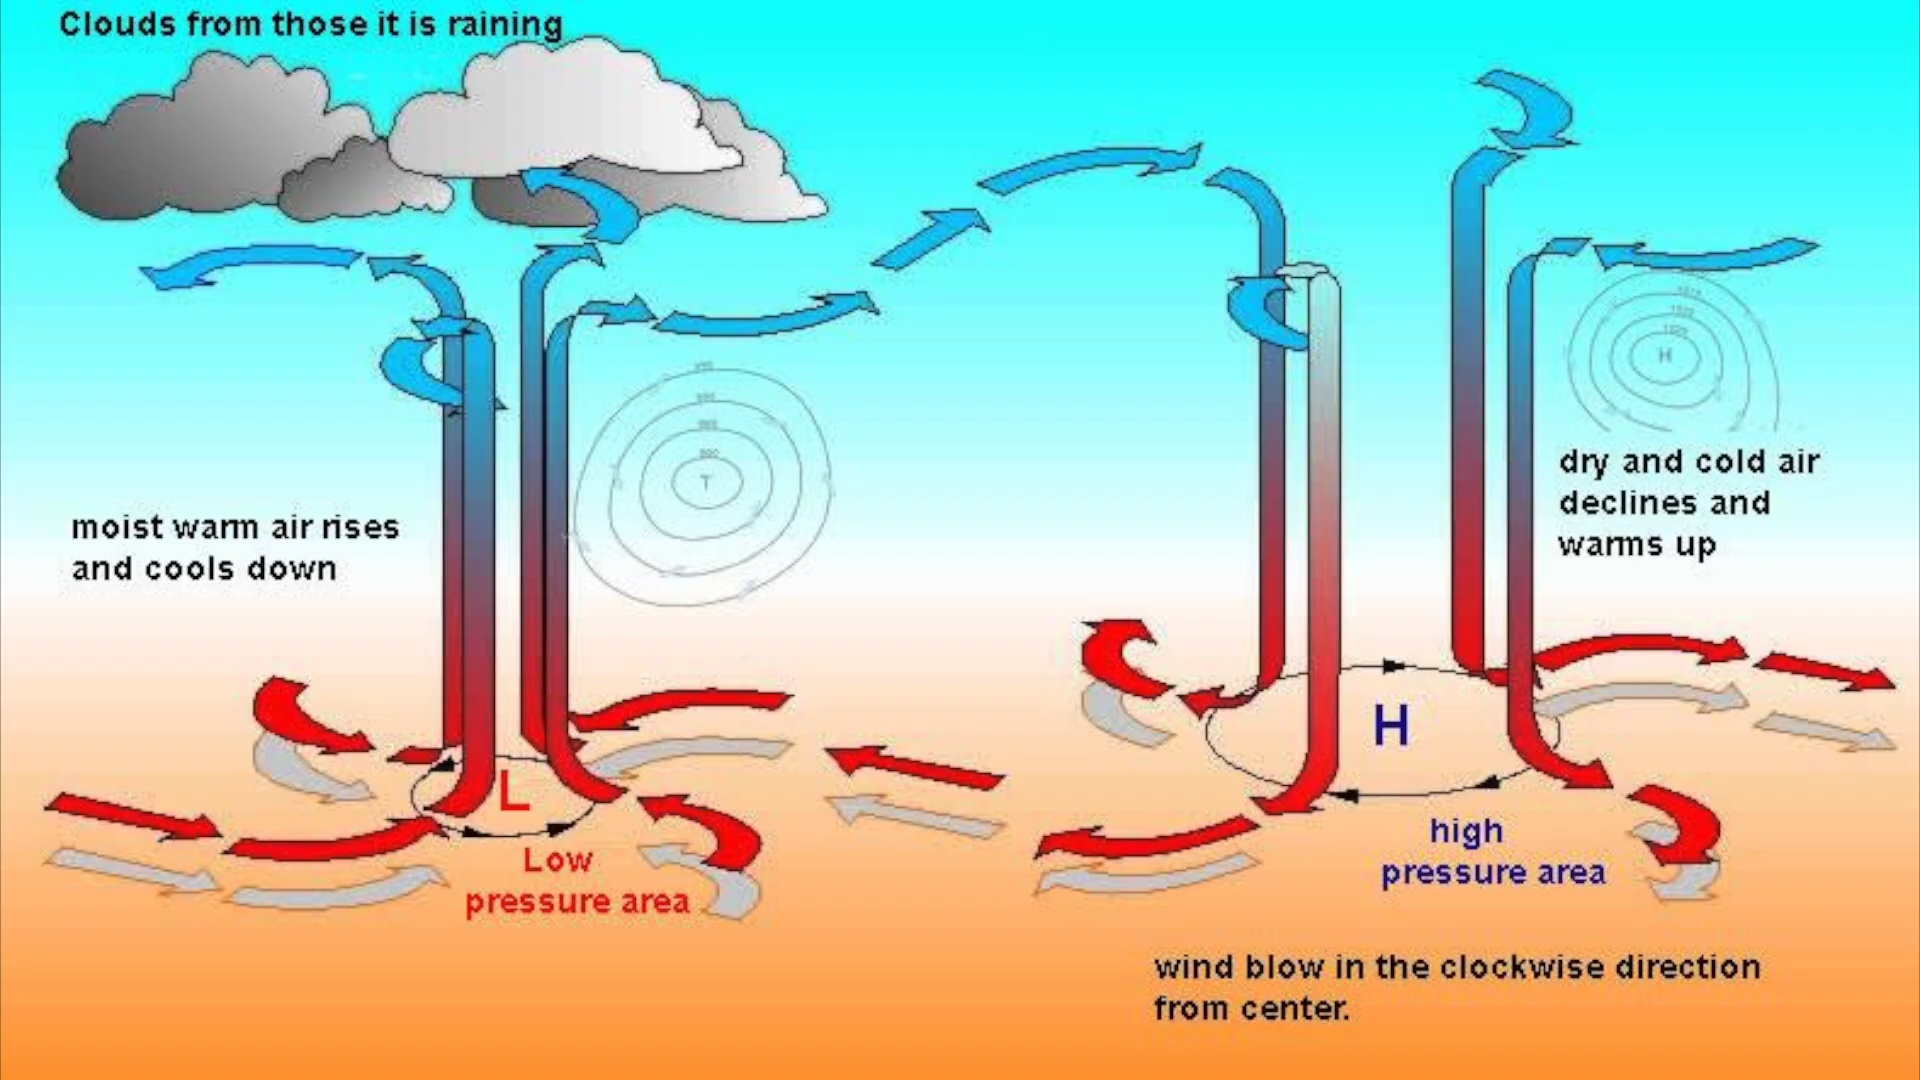 Clouds from those it is raining
moist warm air rises
and cools down
T
L
Low
pressure area
H
dry and cold air
declines and
warms up
H
high
pressure area
wind blow in the clockwise direction
from center.